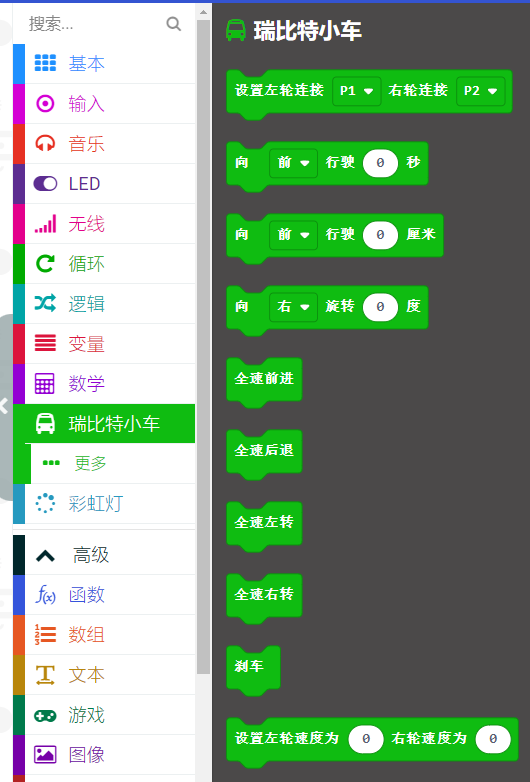 搜索...
基本
输入
音乐
LED
无线
循环
逻辑
变量
数学
瑞比特小车
更多
彩虹灯
高级
f(x) 函数
1 2 3 数组
T 文本
游戏
图像
瑞比特小车
设置左轮连接 P1 右轮连接 P2
向 前 行驶 0 秒
向 前 行驶 0 厘米
向 右 旋转 0 度
全速前进
全速后退
全速左转
全速右转
刹车
设置左轮速度为 0 右轮速度为 0